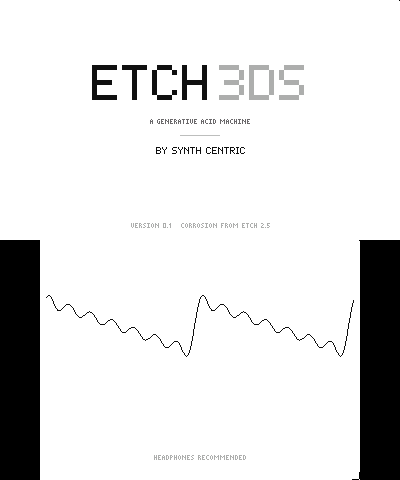 ETCH 3DS
A GENERATIVE ACID MACHINE
BY SYNTH CENTRIC
VERSION 0.1 CORROSION FROM ETCH 2.5
HEADPHONES RECOMMENDED